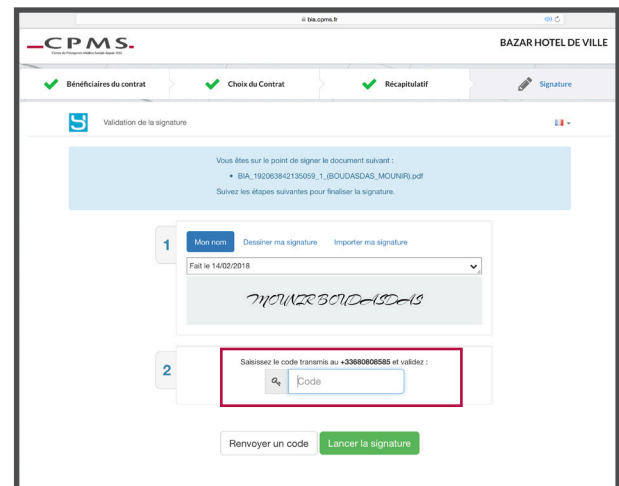 bia.cpms.fr
CPMS.
BAZAR HOTEL DE VILLE
Bénéficiaires du contrat
Choix du Contrat
Récapitulatif
Signature
Validation de la signature
Vous êtes sur le point de signer le document suivant :
• BIA_192063842135059_1_(BOUDASDAS_MOUNIR).pdf
Suivez les étapes suivantes pour finaliser la signature.
1
Mon nom Dessiner ma signature Importer ma signature
Fait le 14/02/2018
MOUNIR BOUDASDAS
2
Saisissez le code transmis au +33680808585 et validez :
Code
Renvoyer un code Lancer la signature